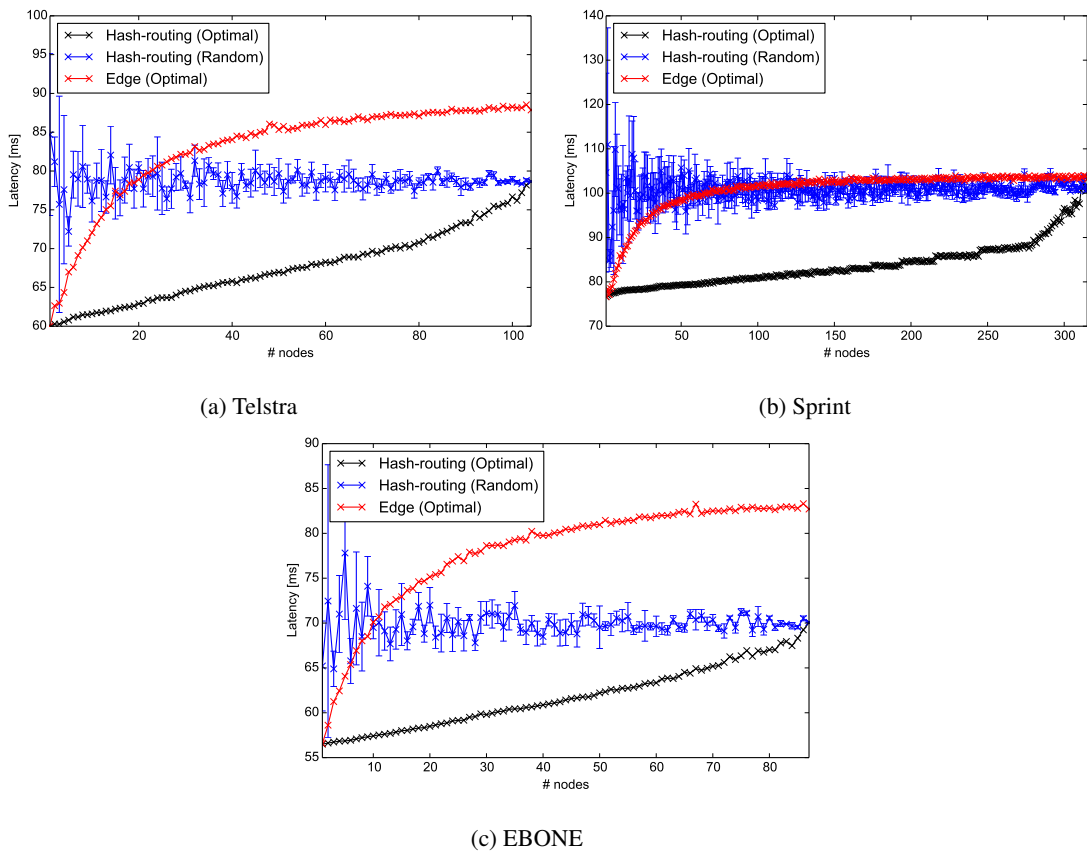 100
95
90
85
80
75
70
65
60
Latency [ms]
Hash-routing (Optimal)
Hash-routing (Random)
Edge (Optimal)
20
40
60
80
100
# nodes
(a) Telstra
140
130
120
110
100
90
80
70
Latency [ms]
Hash-routing (Optimal)
Hash-routing (Random)
Edge (Optimal)
50
100
150
200
250
300
# nodes
(b) Sprint
90
85
80
75
70
65
60
55
Latency [ms]
Hash-routing (Optimal)
Hash-routing (Random)
Edge (Optimal)
10
20
30
40
50
60
70
80
# nodes
(c) EBONE